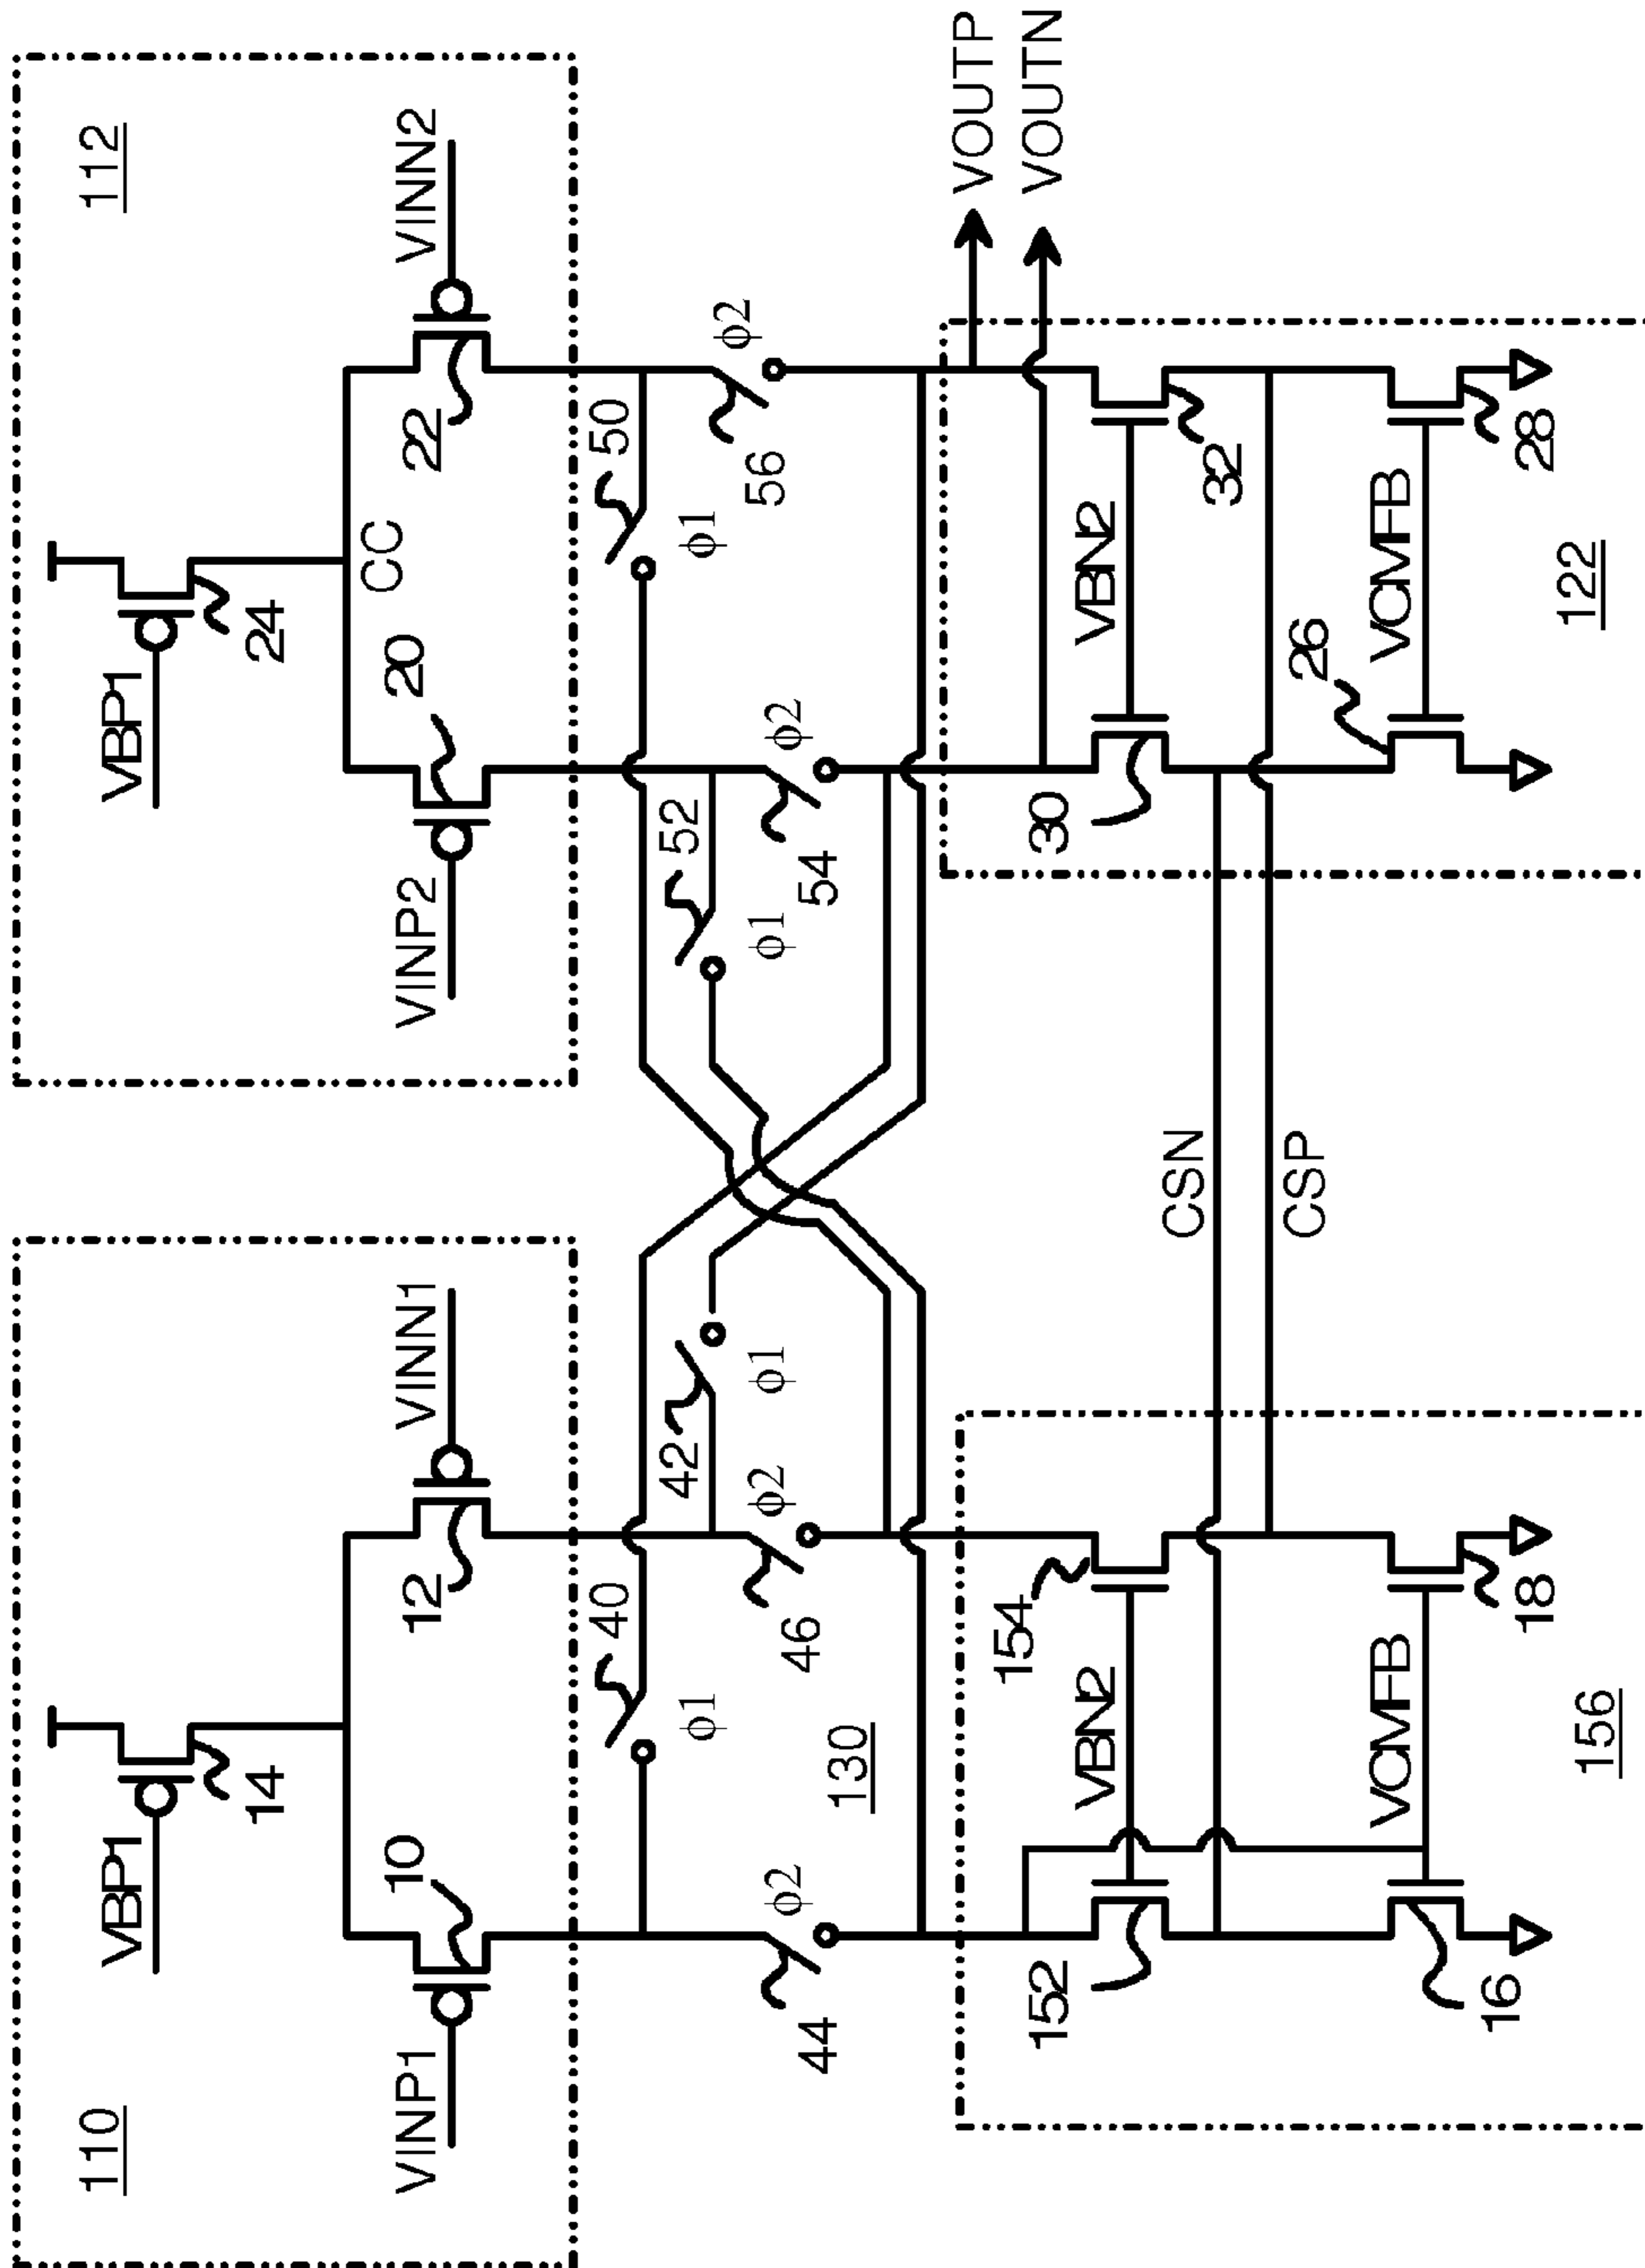 110
VBP1
14
VINP1
10
12
VINN1
112
VBP1
24
CC
VINP2
20
22
VINN2
40
φ1
42
φ1
44
φ2
46
φ2
130
50
φ1
52
φ1
54
φ2
56
φ2
VOUTP
VOUTN
152
VBN2
154
CSN
CSP
16
VCMFB
18
156
30
VBN2
32
26
VCMFB
28
122